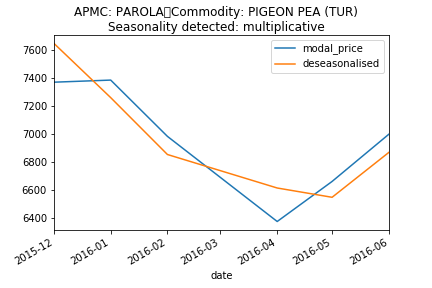 APMC: PAROLA▯Commodity: PIGEON PEA (TUR)
Seasonality detected: multiplicative
modal_price
deseasonalised
7600
7400
7200
7000
6800
6600
6400
2015-12
2016-01
2016-02
2016-03
2016-04
2016-05
2016-06
date